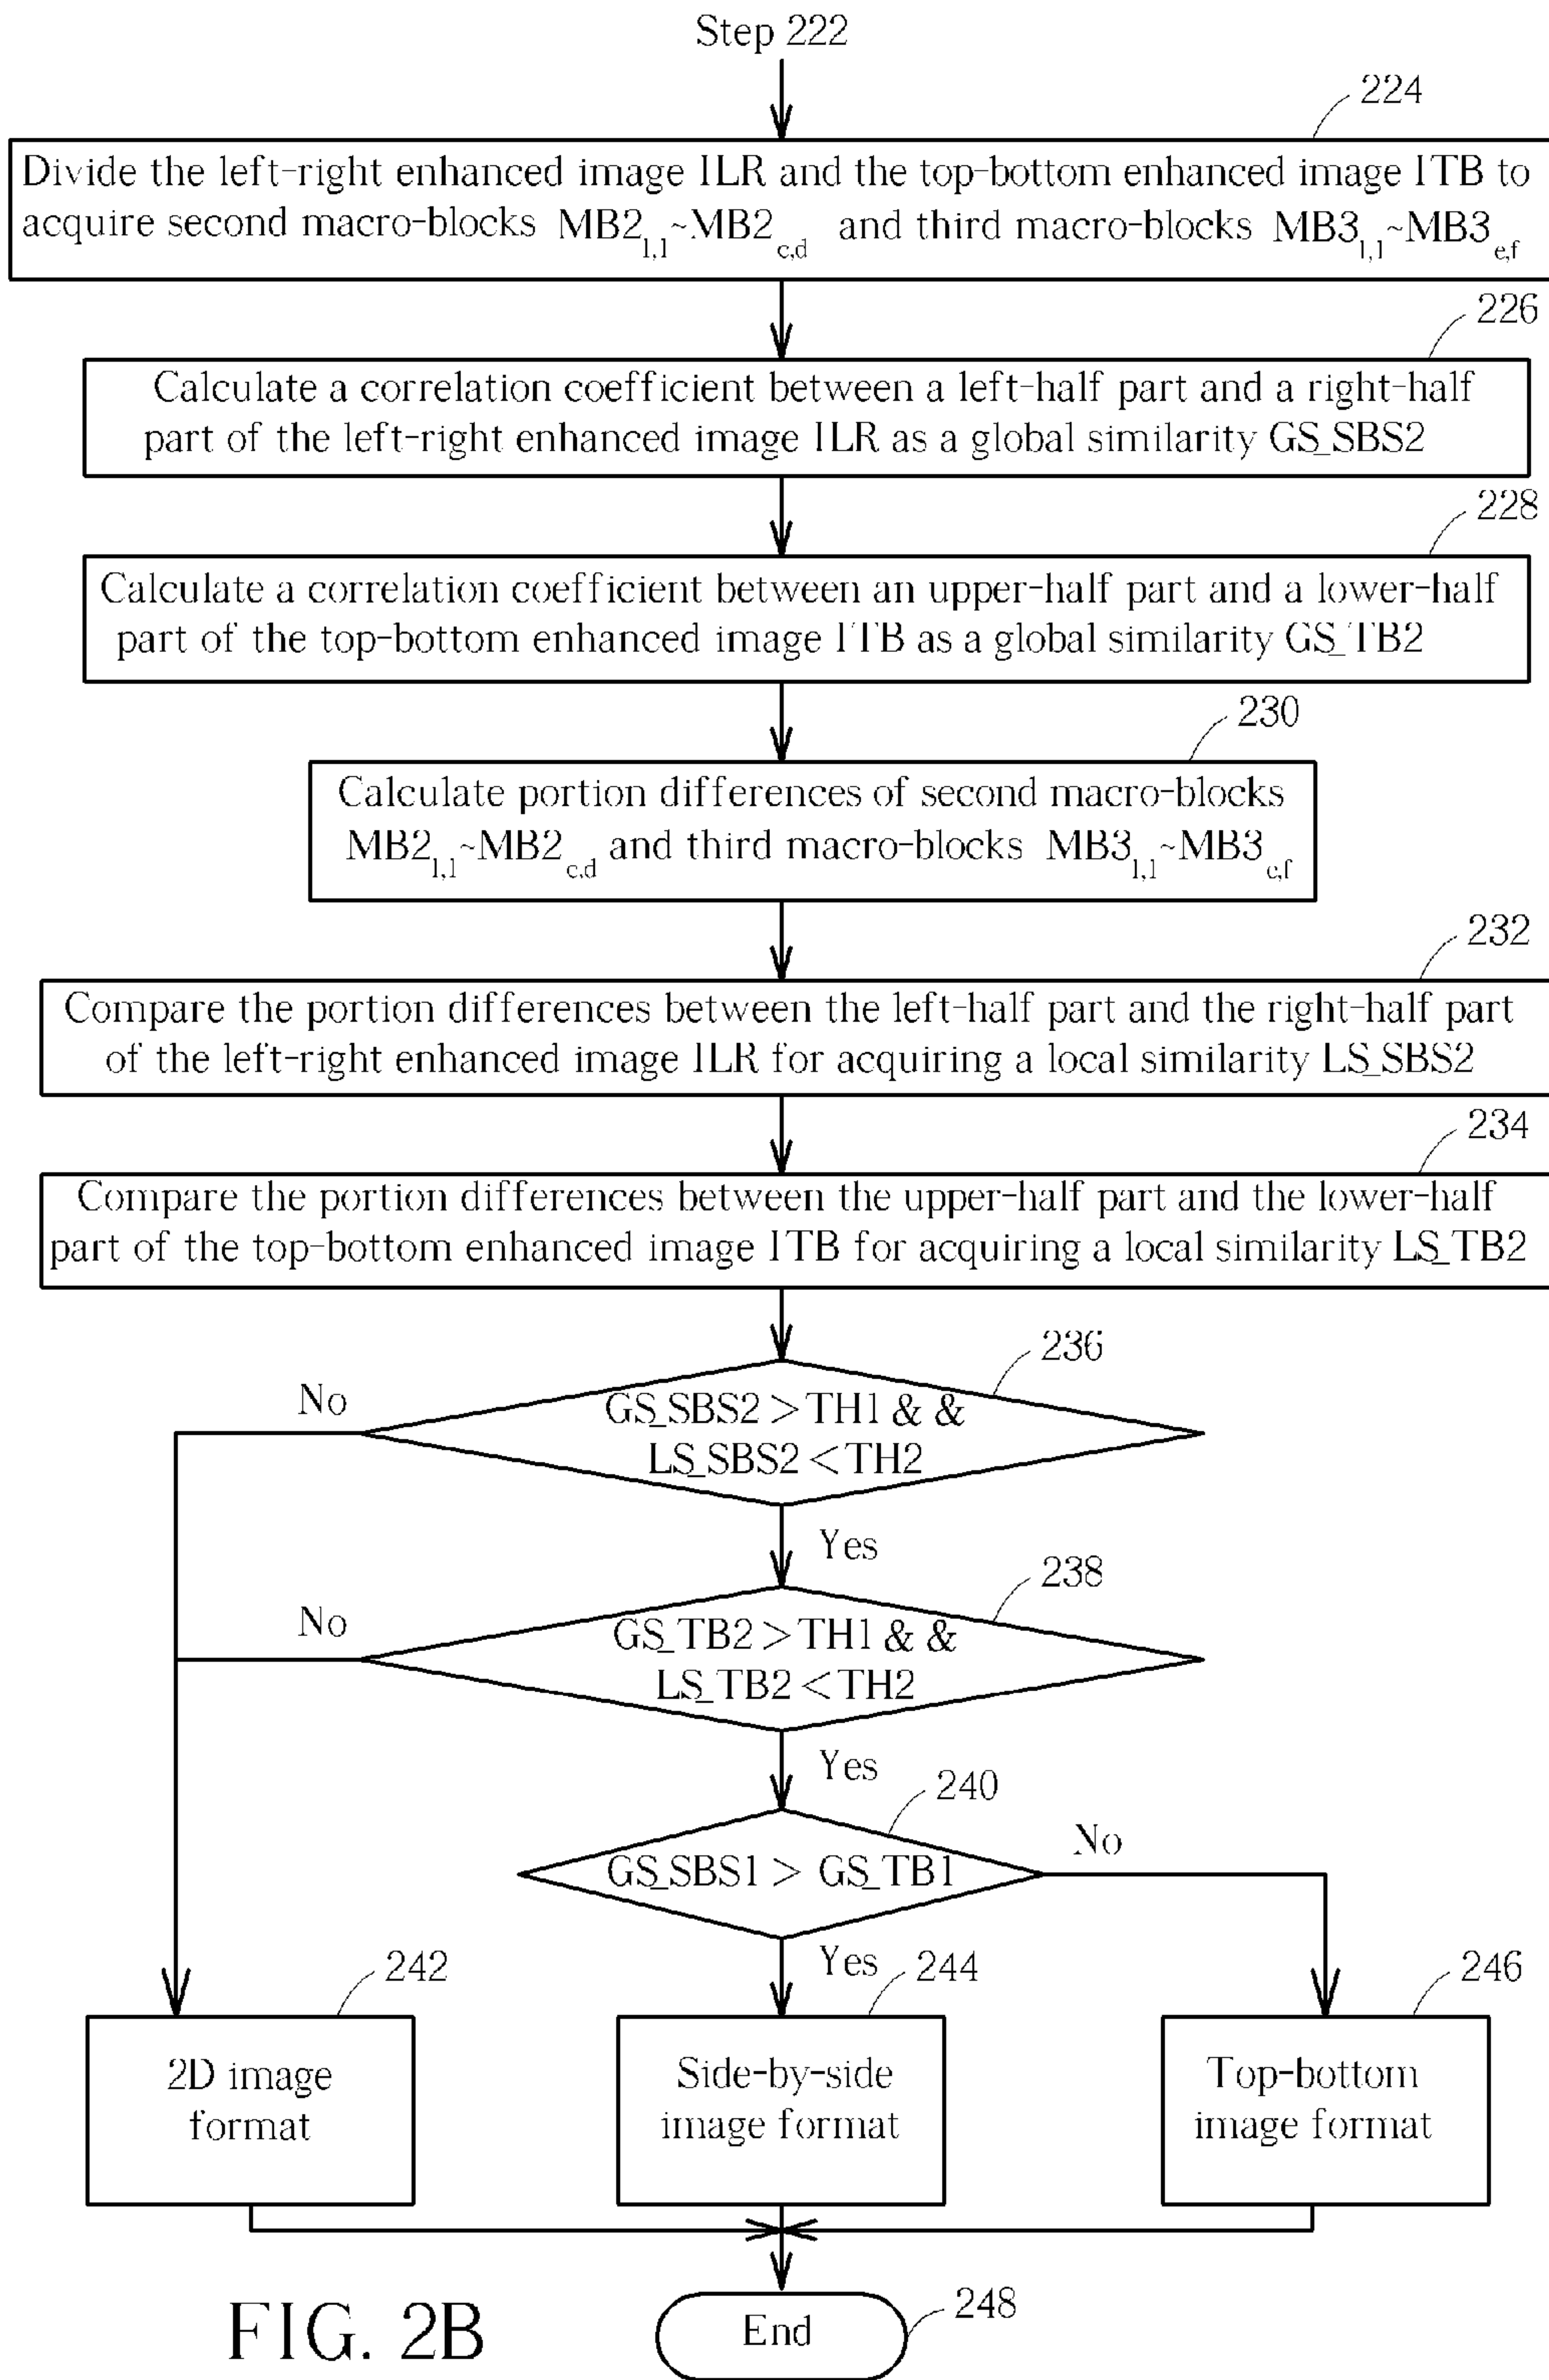 Step 222
224
Divide the left-right enhanced image ILR and the top-bottom enhanced image ITB to
acquire second macro-blocks MB21,1~MB2c,d and third macro-blocks MB31,1~MB3e,f
226
Calculate a correlation coefficient between a left-half part and a right-half
part of the left-right enhanced image ILR as a global similarity GS_SBS2
228
Calculate a correlation coefficient between an upper-half part and a lower-half
part of the top-bottom enhanced image ITB as a global similarity GS_TB2
230
Calculate portion differences of second macro-blocks
MB21,1~MB2c,d and third macro-blocks MB31,1~MB3e,f
232
Compare the portion differences between the left-half part and the right-half part
of the left-right enhanced image ILR for acquiring a local similarity LS_SBS2
234
Compare the portion differences between the upper-half part and the lower-half
part of the top-bottom enhanced image ITB for acquiring a local similarity LS_TB2
236
No
GS_SBS2 > TH1 & &
LS_SBS2 < TH2
Yes
238
No
GS_TB2 > TH1 & &
LS_TB2 < TH2
Yes
240
No
GS_SBS1 > GS_TB1
Yes
242
244
246
2D image
format
Side-by-side
image format
Top-bottom
image format
248
End
FIG. 2B